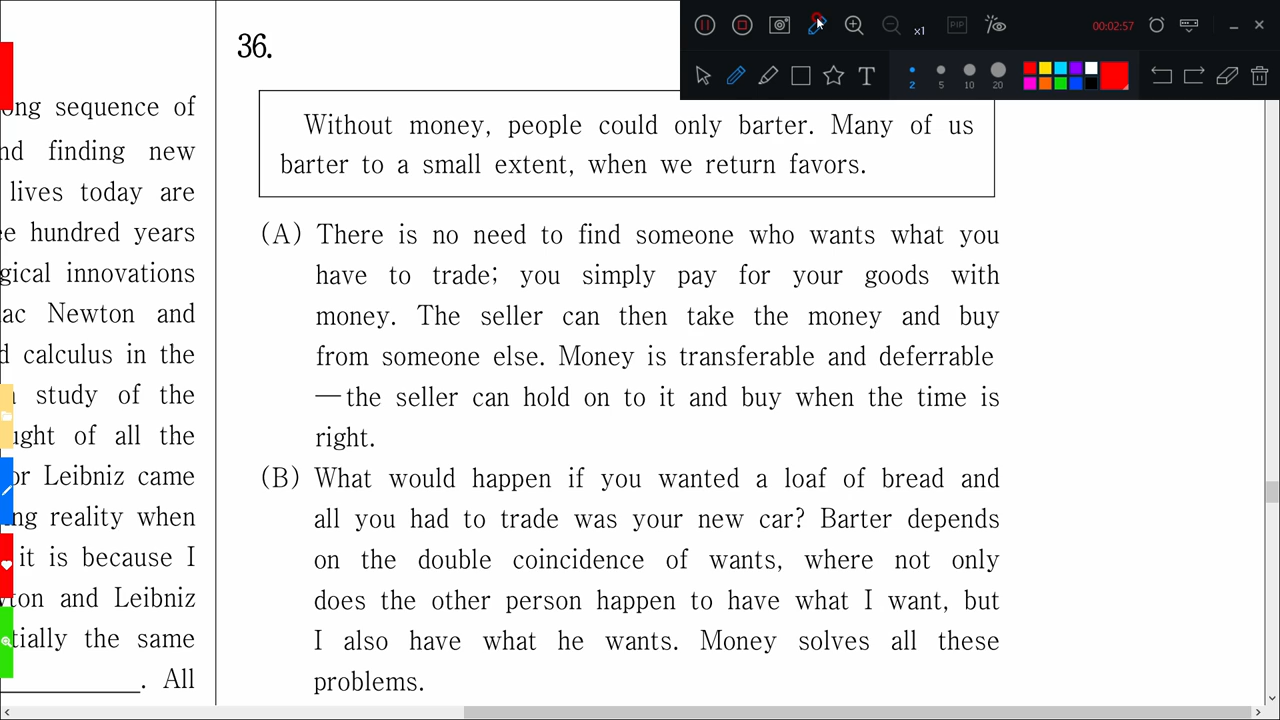 36.
x1
PIP
00:02:57
T
2
5
10
20
ong sequence of
nd finding new
lives today are
ee hundred years
gical innovations
ac Newton and
d calculus in the
study of the
ught of all the
or Leibniz came
ng reality when
it is because I
ton and Leibniz
tially the same
. All
Without money, people could only barter. Many of us
barter to a small extent, when we return favors.
(A) There is no need to find someone who wants what you
have to trade; you simply pay for your goods with
money. The seller can then take the money and buy
from someone else. Money is transferable and deferrable
—the seller can hold on to it and buy when the time is
right.
(B) What would happen if you wanted a loaf of bread and
all you had to trade was your new car? Barter depends
on the double coincidence of wants, where not only
does the other person happen to have what I want, but
I also have what he wants. Money solves all these
problems.